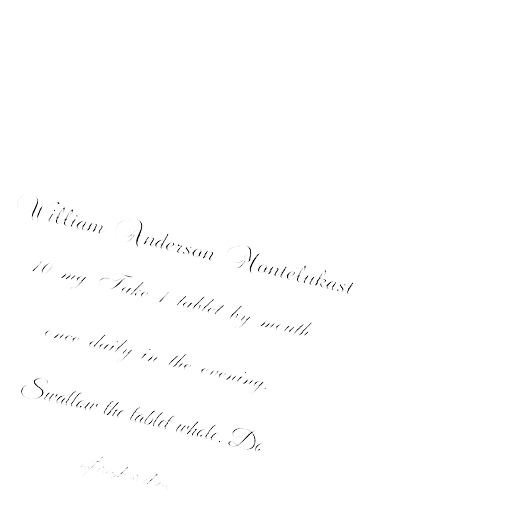 William Anderson Montelukast
10 mg Take 1 tablet by mouth
once daily in the evening.
Swallow the tablet whole. Do